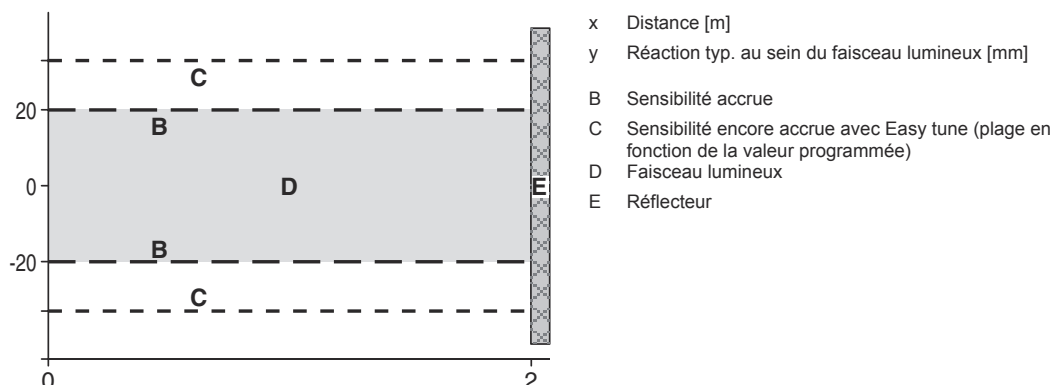 x Distance [m]
y Réaction typ. au sein du faisceau lumineux [mm]
C
20
B
B Sensibilité accrue
C Sensibilité encore accrue avec Easy tune (plage en
fonction de la valeur programmée)
D Faisceau lumineux
E Réflecteur
0
D
E
B
-20
C
0
2